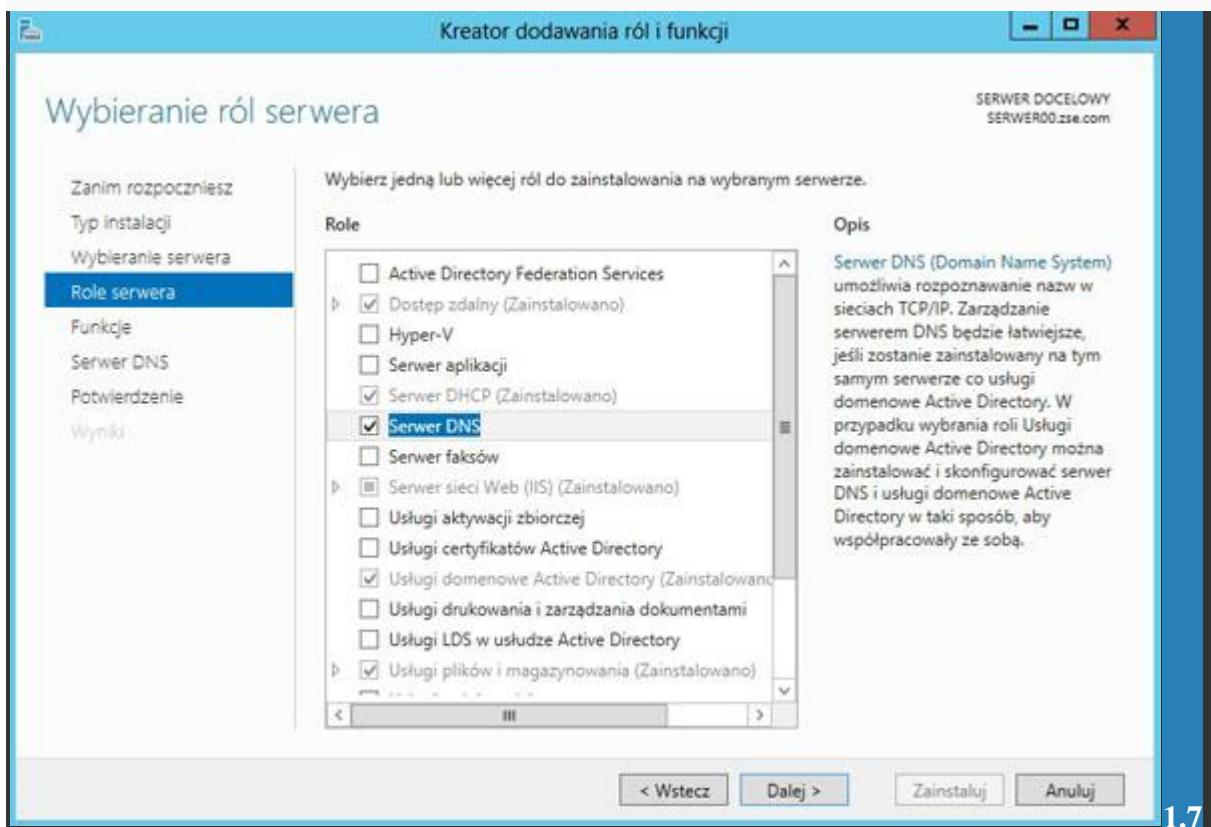 Kreator dodawania ról i funkcji
Wybieranie ról serwera
SERWER DOCELOWY
SERWER00.zse.com
Zanim rozpoczniesz
Typ instalacji
Wybieranie serwera
Role serwera
Funkcje
Serwer DNS
Potwierdzenie
Wyniki
Wybierz jedną lub więcej ról do zainstalowania na wybranym serwerze.
Role
Active Directory Federation Services
Dostęp zdalny (Zainstalowano)
Hyper-V
Serwer aplikacji
Serwer DHCP (Zainstalowano)
Serwer DNS
Serwer faksów
Serwer sieci Web (IIS) (Zainstalowano)
Usługi aktywacji zbiorczej
Usługi certyfikatów Active Directory
Usługi domenowe Active Directory (Zainstalowano
Usługi drukowania i zarządzania dokumentami
Usługi LDS w usłudze Active Directory
Usługi plików i magazynowania (Zainstalowano)
Opis
Serwer DNS (Domain Name System)
umożliwia rozpoznawanie nazw w
sieciach TCP/IP. Zarządzanie
serwerem DNS będzie łatwiejsze,
jeśli zostanie zainstalowany na tym
samym serwerze co usługi
domenowe Active Directory. W
przypadku wybrania roli Usługi
domenowe Active Directory można
zainstalować i skonfigurować serwer
DNS i usługi domenowe Active
Directory w taki sposób, aby
współpracowały ze sobą.
< Wstecz
Dalej >
Zainstaluj
Anuluj
1.7